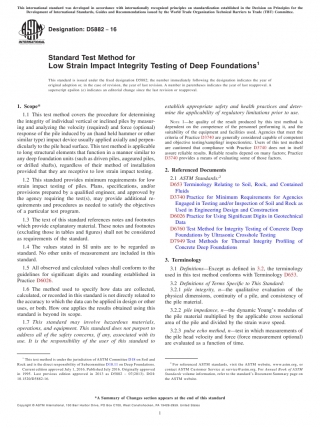 This international standard was developed in accordance with internationally recognized principles on standardization established in the Decision on Principles for the
Development of International Standards, Guides and Recommendations issued by the World Trade Organization Technical Barriers to Trade (TBT) Committee.
Designation: D5882 − 16
Standard Test Method for
Low Strain Impact Integrity Testing of Deep Foundations¹
This standard is issued under the fixed designation D5882; the number immediately following the designation indicates the year of
original adoption or, in the case of revision, the year of last revision. A number in parentheses indicates the year of last reapproval. A
superscript epsilon (ε) indicates an editorial change since the last revision or reapproval.
1. Scope*
1.1 This test method covers the procedure for determining
the integrity of individual vertical or inclined piles by measur-
ing and analyzing the velocity (required) and force (optional)
response of the pile induced by an (hand held hammer or other
similar type) impact device usually applied axially and perpen-
dicularly to the pile head surface. This test method is applicable
to long structural elements that function in a manner similar to
any deep foundation units (such as driven piles, augered piles,
or drilled shafts), regardless of their method of installation
provided that they are receptive to low strain impact testing.
1.2 This standard provides minimum requirements for low
strain impact testing of piles. Plans, specifications, and/or
provisions prepared by a qualified engineer, and approved by
the agency requiring the test(s), may provide additional re-
quirements and procedures as needed to satisfy the objectives
of a particular test program.
1.3 The text of this standard references notes and footnotes
which provide explanatory material. These notes and footnotes
(excluding those in tables and figures) shall not be considered
as requirements of the standard.
1.4 The values stated in SI units are to be regarded as
standard. No other units of measurement are included in this
standard.
1.5 All observed and calculated values shall conform to the
guidelines for significant digits and rounding established in
Practice D6026.
1.6 The method used to specify how data are collected,
calculated, or recorded in this standard is not directly related to
the accuracy to which the data can be applied in design or other
uses, or both. How one applies the results obtained using this
standard is beyond its scope.
1.7 This method may involve hazardous materials,
operations, and equipment. This standard does not purport to
address all of the safety concerns, if any, associated with its
use. It is the responsibility of the user of this standard to
¹ This test method is under the jurisdiction of ASTM Committee D18 on Soil and
Rock and is the direct responsibility of Subcommittee D18.11 on Deep Foundations.
Current edition approved July 1, 2016. Published July 2016. Originally approved
in 1995. Last previous edition approved in 2013 as D5882 – 07(2013). DOI:
10.1520/D5882-16.
establish appropriate safety and health practices and deter-
mine the applicability of regulatory limitations prior to use.
NOTE 1—The quality of the result produced by this test method is
dependent on the competence of the personnel performing it, and the
suitability of the equipment and facilities used. Agencies that meet the
criteria of Practice D3740 are generally considered capable of competent
and objective testing/sampling/inspection. Users of this test method
are cautioned that compliance with Practice D3740 does not in itself
assure reliable results. Reliable results depend on many factors; Practice
D3740 provides a means of evaluating some of those factors.
2. Referenced Documents
2.1 ASTM Standards:²
D653 Terminology Relating to Soil, Rock, and Contained
Fluids
D3740 Practice for Minimum Requirements for Agencies
Engaged in Testing and/or Inspection of Soil and Rock as
Used in Engineering Design and Construction
D6026 Practice for Using Significant Digits in Geotechnical
Data
D6760 Test Method for Integrity Testing of Concrete Deep
Foundations by Ultrasonic Crosshole Testing
D7949 Test Methods for Thermal Integrity Profiling of
Concrete Deep Foundations
3. Terminology
3.1 Definitions—Except as defined in 3.2, the terminology
used in this test method conforms with Terminology D653.
3.2 Definitions of Terms Specific to This Standard:
3.2.1 pile integrity, n—the qualitative evaluation of the
physical dimensions, continuity of a pile, and consistency of
the pile material.
3.2.2 pile impedance, n—the dynamic Young's modulus of
the pile material multiplied by the applicable cross sectional
area of the pile and divided by the strain wave speed.
3.2.3 pulse echo method, n—test in which measurements of
the pile head velocity and force (force measurement optional)
are evaluated as a function of time.
² For referenced ASTM standards, visit the ASTM website, www.astm.org, or
contact ASTM Customer Service at service@astm.org. For Annual Book of ASTM
Standards volume information, refer to the standard's Document Summary page on
the ASTM website.
*A Summary of Changes section appears at the end of this standard
Copyright © ASTM International, 100 Barr Harbor Drive, PO Box C700, West Conshohocken, PA 19428-2959. United States
1